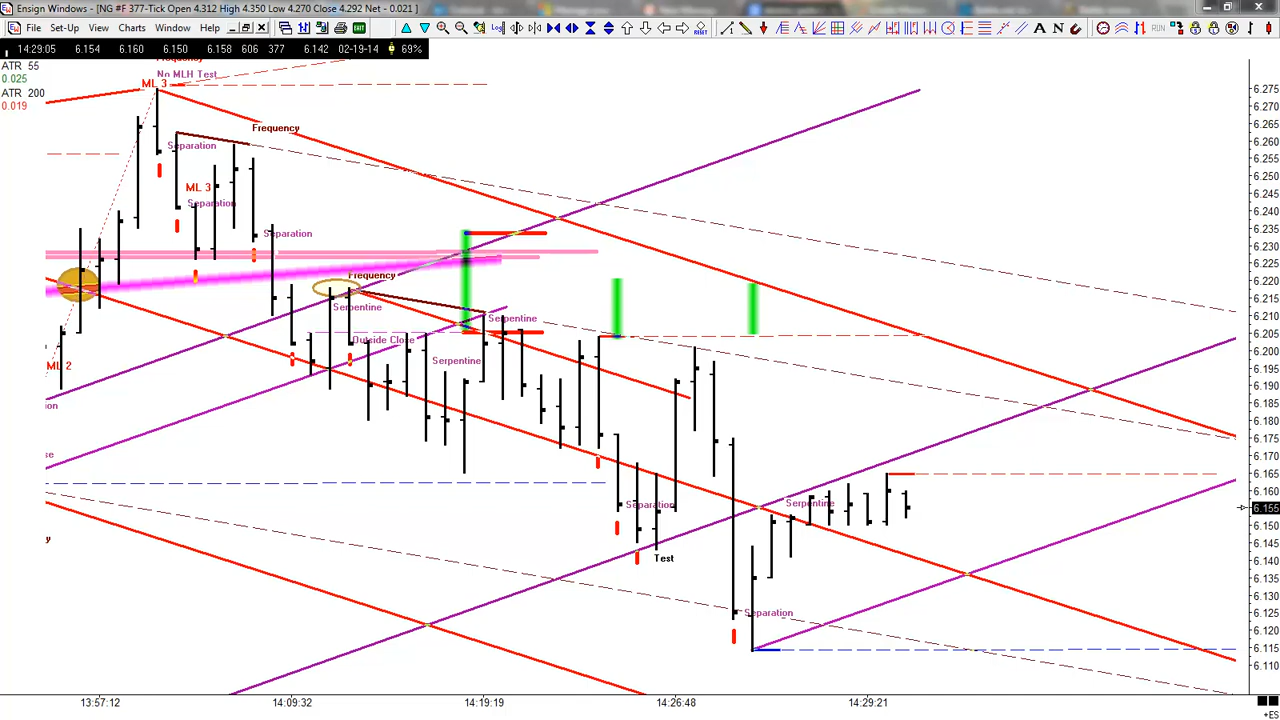 Ensign Windows - [NG #F 377-Tick Open 4.312 High 4.350 Low 4.270 Close 4.292 Net - 0.021 ]
File Set-Up View Charts Window Help
14:29:05 6.154 6.160 6.150 6.158 606 377 6.142 02-19-14 69%
ATR 55
0.025
ATR 200
0.019
Frequency
No MLH Test
ML 3
Frequency
Separation
ML 3
Separation
Separation
Frequency
Serpentine
Serpentine
Outside Close
Serpentine
ML 2
on
se
y
Separation
Serpentine
Test
Separation
6.275
6.270
6.265
6.260
6.255
6.250
6.245
6.240
6.235
6.230
6.225
6.220
6.215
6.210
6.205
6.200
6.195
6.190
6.185
6.180
6.175
6.170
6.165
6.160
6.155
6.150
6.145
6.140
6.135
6.130
6.125
6.120
6.115
6.110
13:57:12 14:09:32 14:19:19 14:26:48 14:29:21
+ES